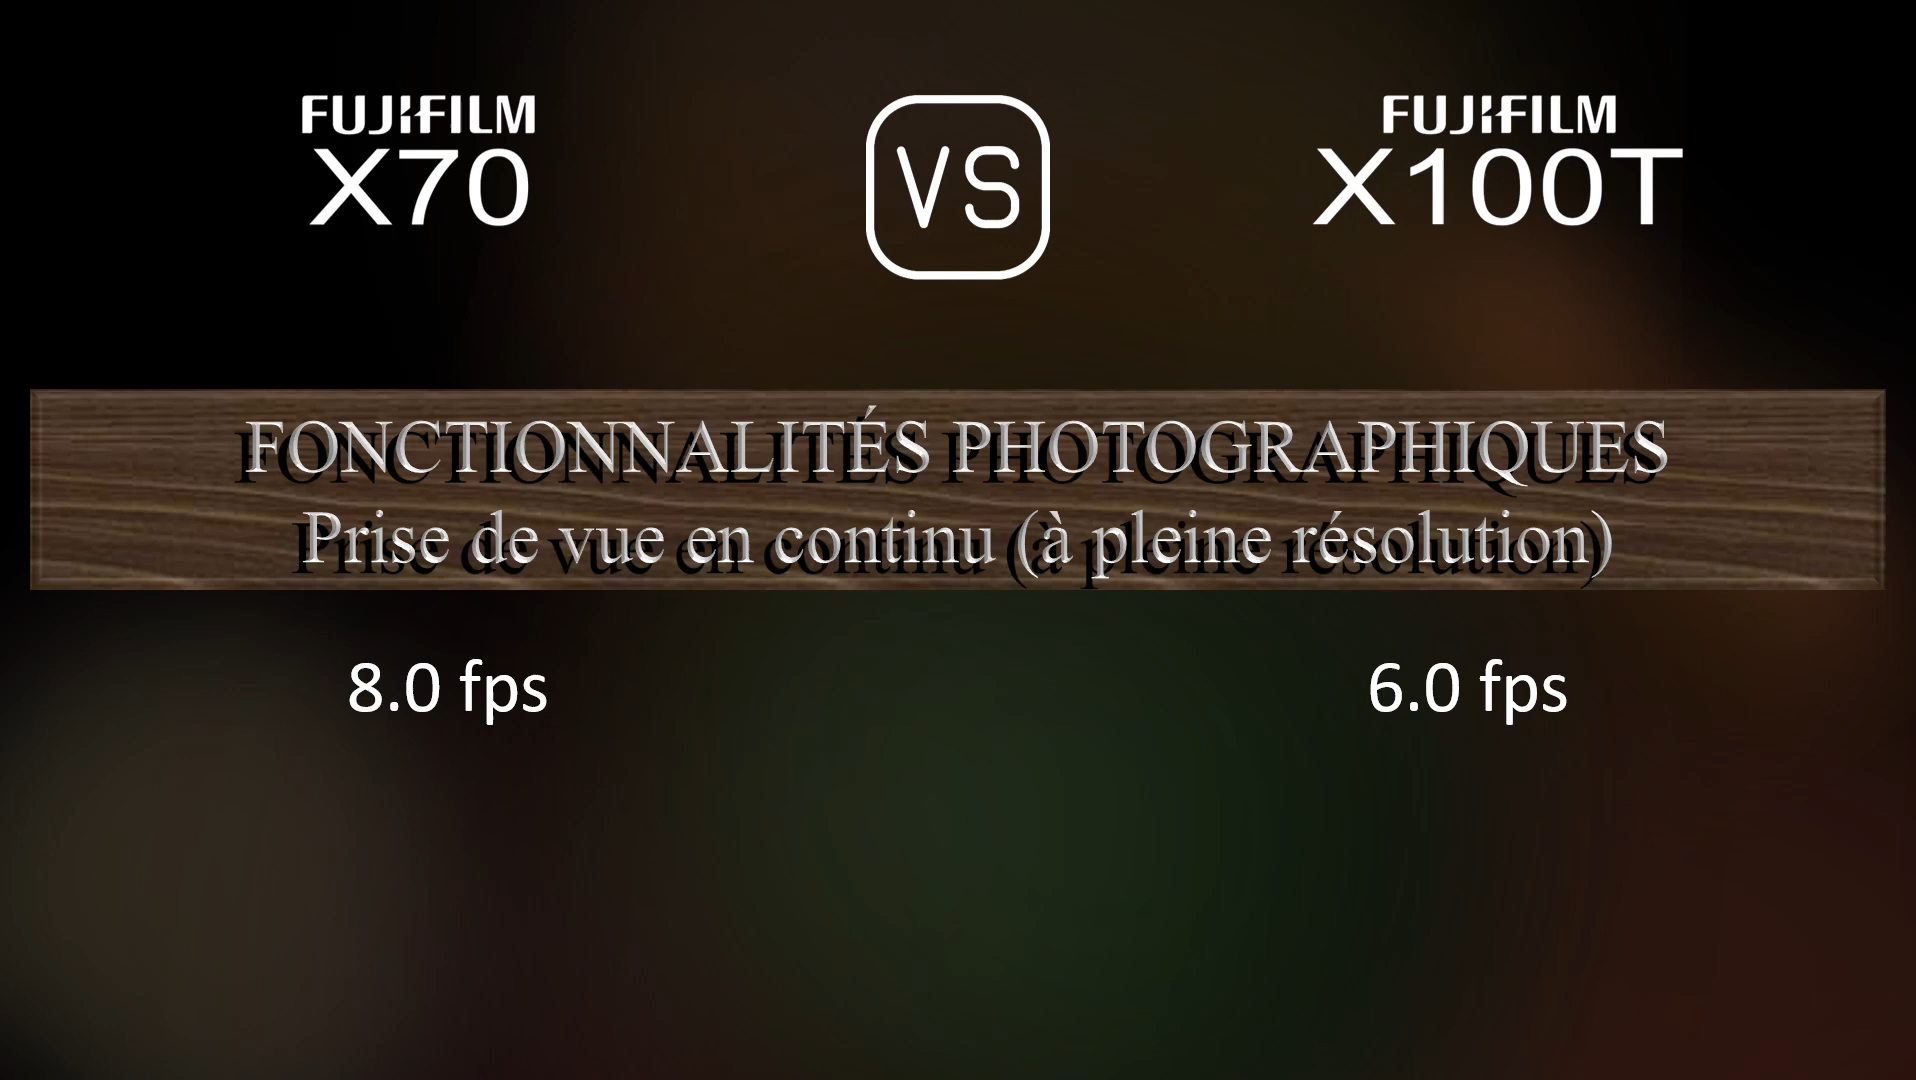 FUJIFILM
X70
VS
FUJIFILM
X100T
FONCTIONNALITÉS PHOTOGRAPHIQUES
Prise de vue en continu (à pleine résolution)
8.0 fps
6.0 fps